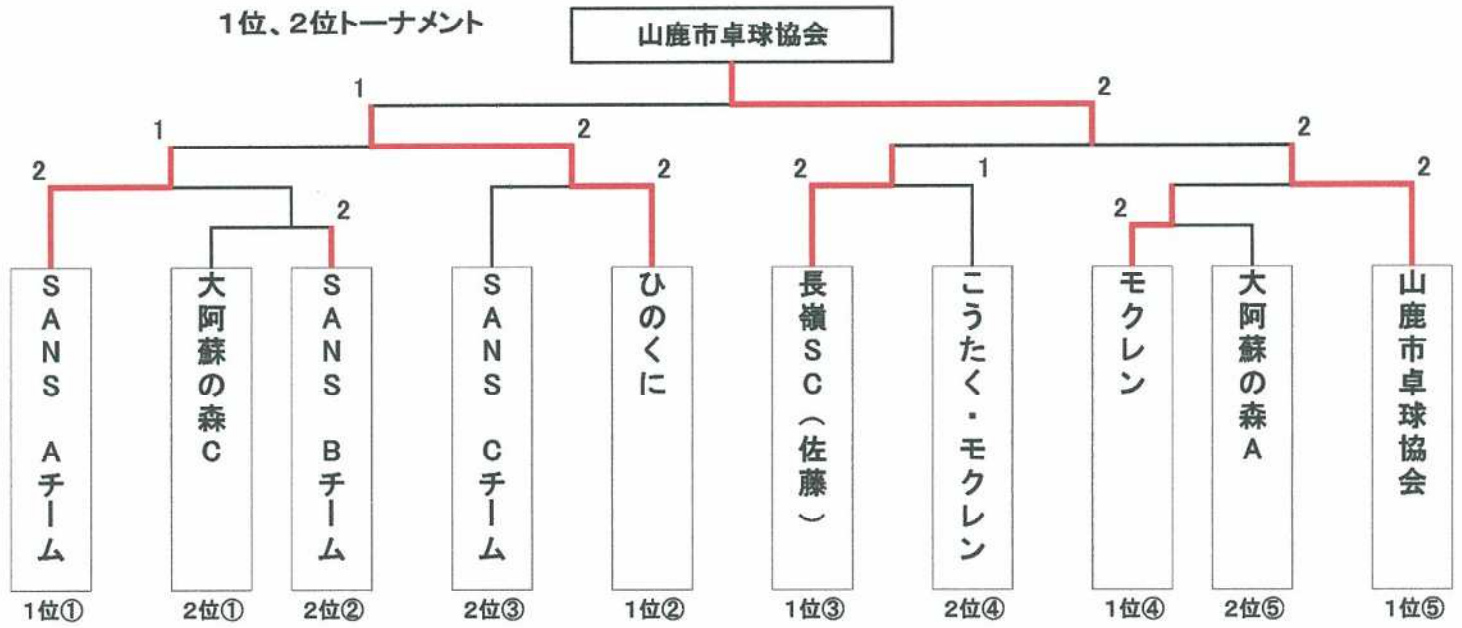 1位、2位トーナメント
山鹿市卓球協会
1
2
1
2
2
2
2
2
1
2
2
2
SANS Aチーム
大阿蘇の森C
SANS Bチーム
SANS Cチーム
ひのくに
長嶺SC(佐藤)
こうたく・モクレン
モクレン
大阿蘇の森A
山鹿市卓球協会
1位①
2位①
2位②
2位③
1位②
1位③
2位④
1位④
2位⑤
1位⑤